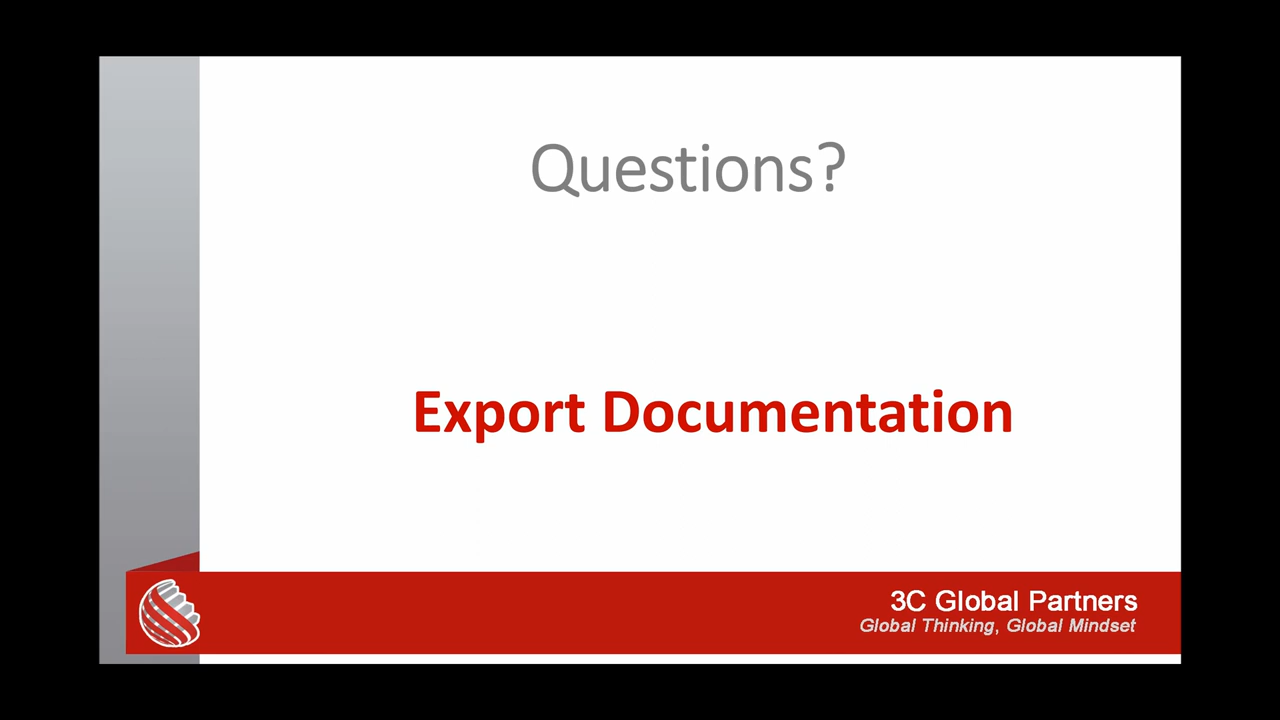 Questions?
Export Documentation
3C Global Partners
Global Thinking, Global Mindset